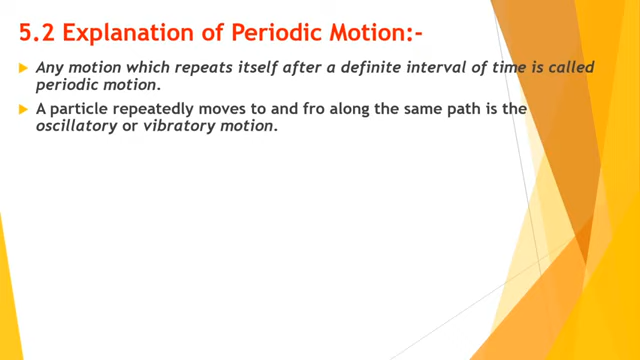 5.2 Explanation of Periodic Motion:-
Any motion which repeats itself after a definite interval of time is called
periodic motion.
A particle repeatedly moves to and fro along the same path is the
oscillatory or vibratory motion.